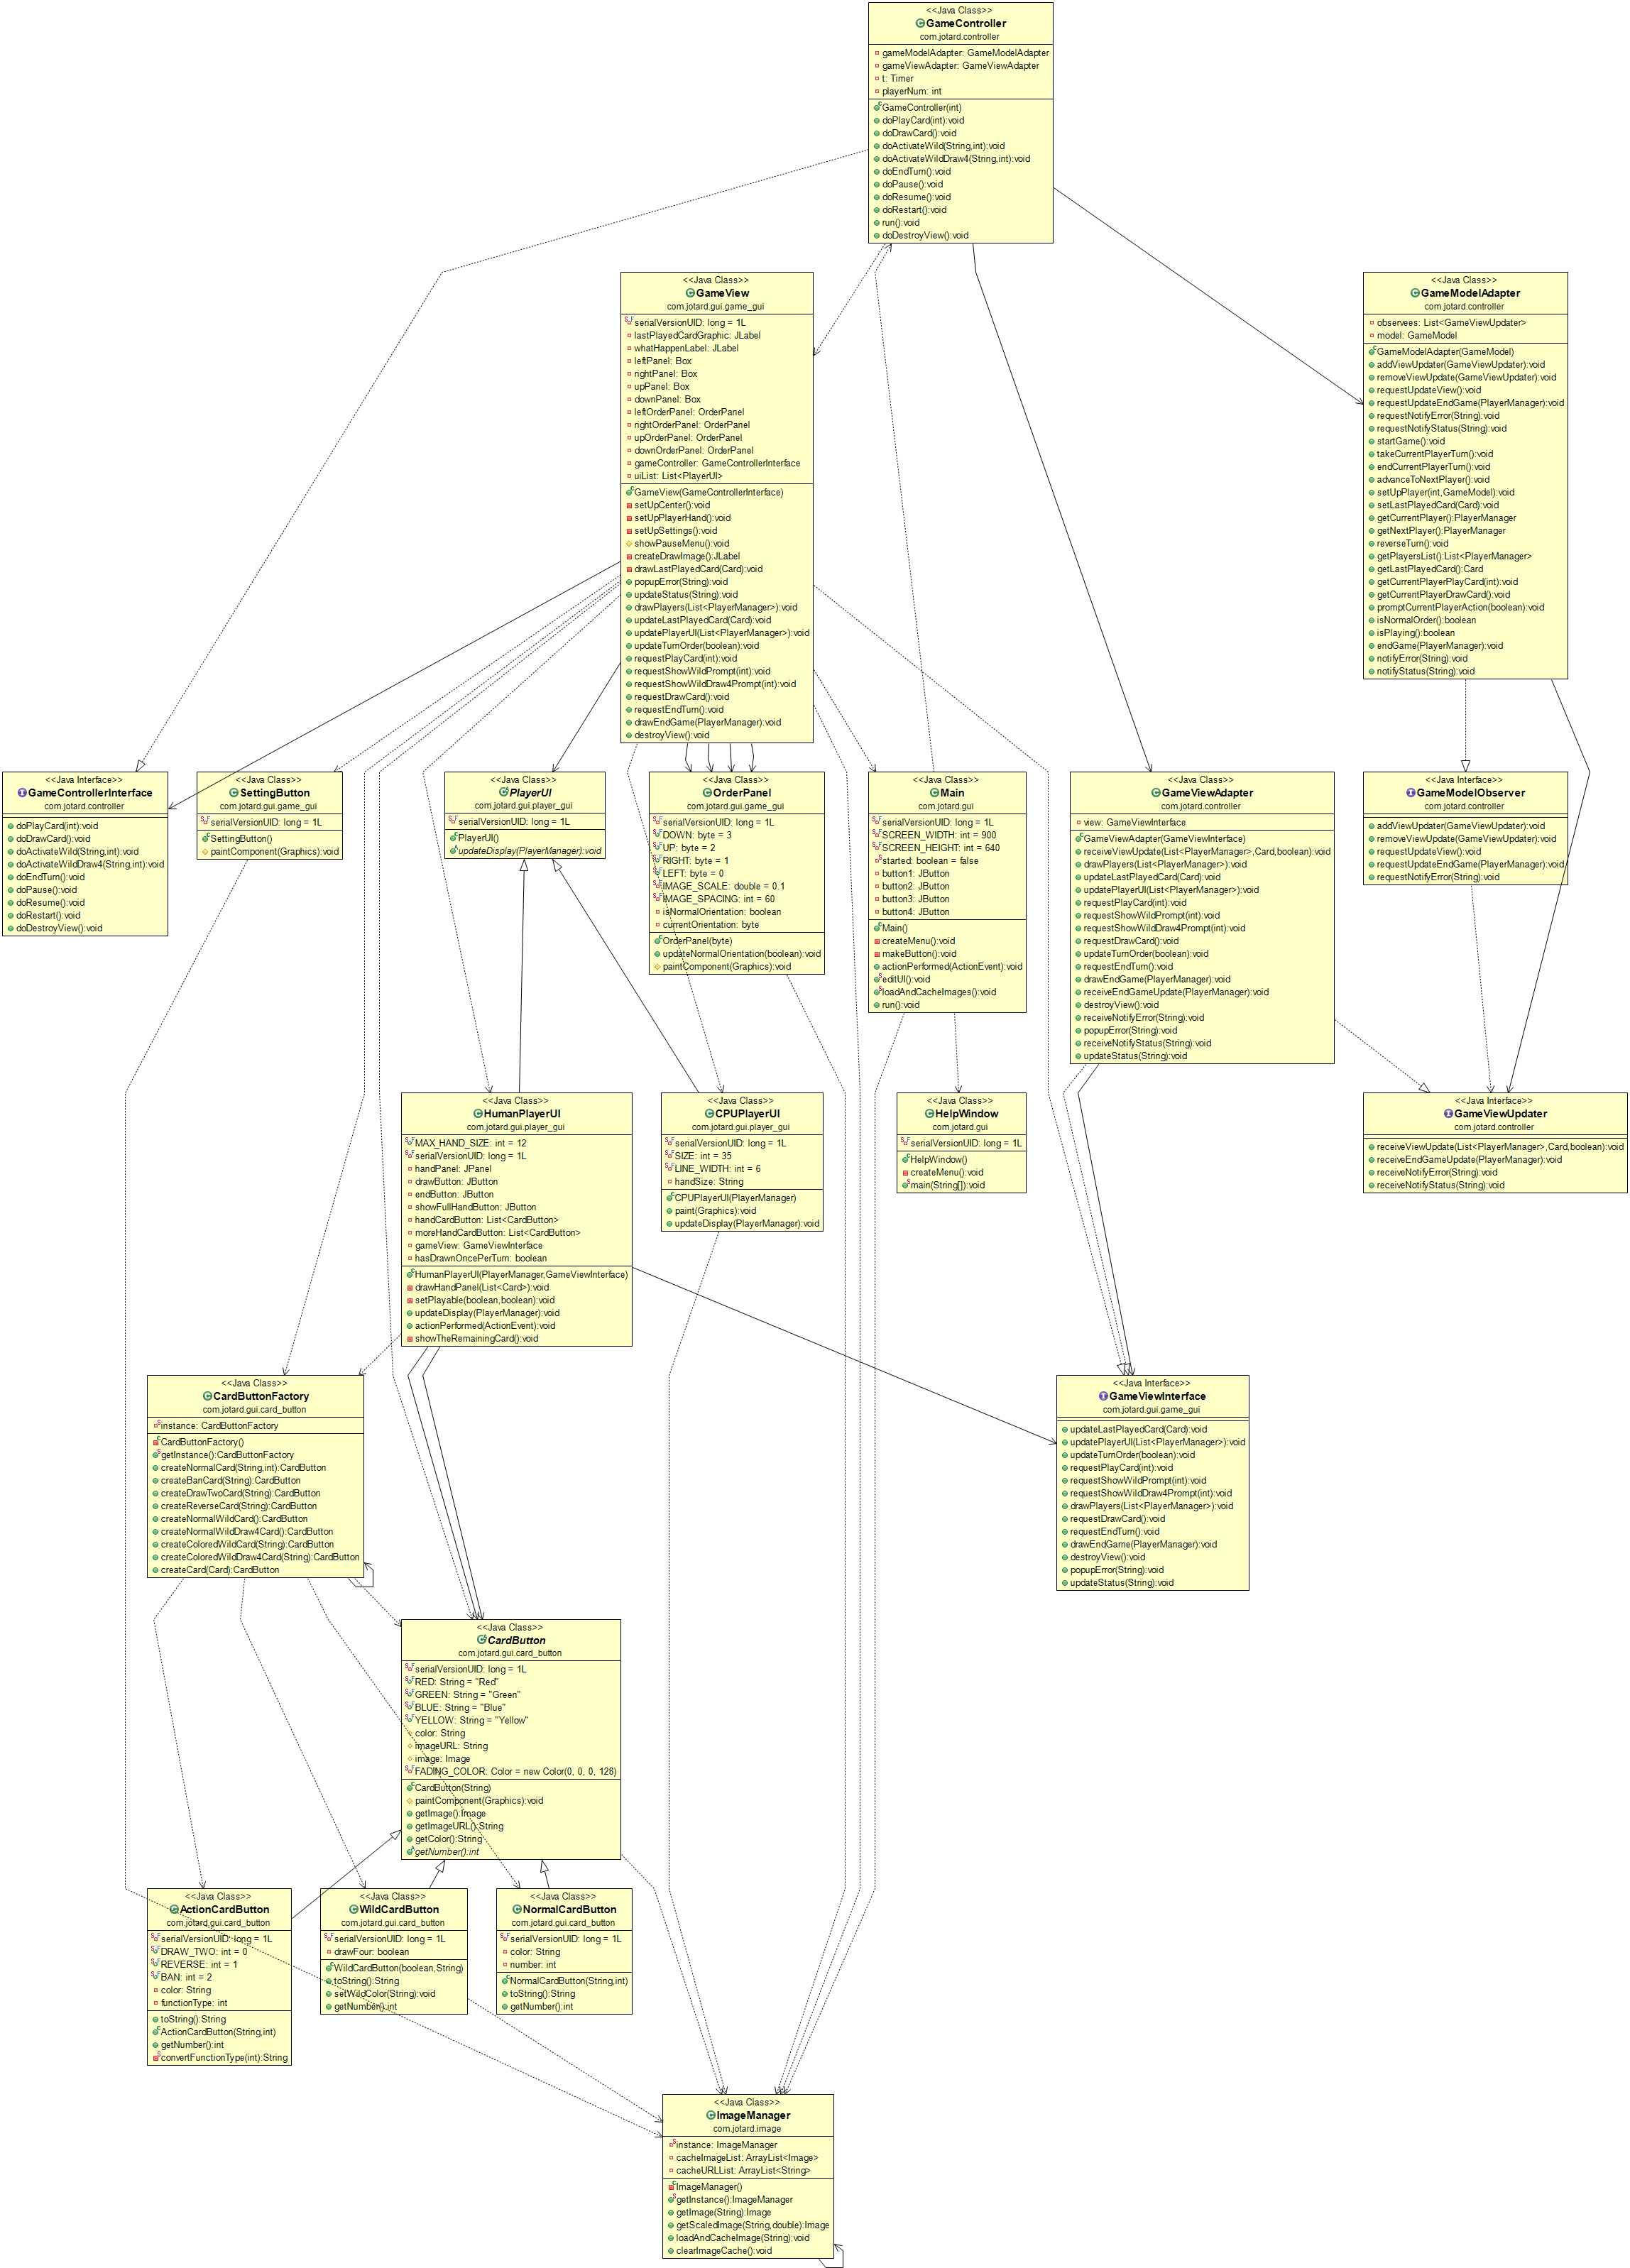 <<Java Class>>
GameController
com.jotard.controller
gameModelAdapter: GameModelAdapter
gameViewAdapter: GameViewAdapter
t: Timer
playerNum: int
GameController(int)
doPlayCard(int):void
doDrawCard():void
doActivateWild(String,int):void
doActivateWildDraw4(String,int):void
doEndTurn():void
doPause():void
doResume():void
doRestart():void
run():void
doDestroyView():void
<<Java Class>>
GameView
com.jotard.gui.game_gui
serialVersionUID: long = 1L
lastPlayedCardGraphic: JLabel
whatHappenLabel: JLabel
leftPanel: Box
rightPanel: Box
upPanel: Box
downPanel: Box
leftOrderPanel: OrderPanel
rightOrderPanel: OrderPanel
upOrderPanel: OrderPanel
downOrderPanel: OrderPanel
gameController: GameControllerInterface
uiList: List<PlayerUI>
GameView(GameControllerInterface)
setUpCenter():void
setUpPlayerHand():void
setUpSettings():void
showPauseMenu():void
createDrawImage():JLabel
drawLastPlayedCard(Card):void
popupError(String):void
updateStatus(String):void
drawPlayers(List<PlayerManager>):void
updateLastPlayedCard(Card):void
updatePlayerUI(List<PlayerManager>):void
updateTurnOrder(boolean):void
requestPlayCard(int):void
requestShowWildPrompt(int):void
requestShowWildDraw4Prompt(int):void
requestDrawCard():void
requestEndTurn():void
drawEndGame(PlayerManager):void
destroyView():void
<<Java Class>>
GameModelAdapter
com.jotard.controller
observees: List<GameViewUpdater>
model: GameModel
GameModelAdapter(GameModel)
addViewUpdater(GameViewUpdater):void
removeViewUpdate(GameViewUpdater):void
requestUpdateView():void
requestUpdateEndGame(PlayerManager):void
requestNotifyError(String):void
requestNotifyStatus(String):void
startGame():void
takeCurrentPlayerTurn():void
endCurrentPlayerTurn():void
advanceToNextPlayer():void
setUpPlayer(int,GameModel):void
setLastPlayedCard(Card):void
getCurrentPlayer():PlayerManager
getNextPlayer():PlayerManager
reverseTurn():void
getPlayersList():List<PlayerManager>
getLastPlayedCard():Card
getCurrentPlayerPlayCard(int):void
getCurrentPlayerDrawCard():void
promptCurrentPlayerAction(boolean):void
isNormalOrder():boolean
isPlaying():boolean
endGame(PlayerManager):void
notifyError(String):void
notifyStatus(String):void
<<Java Interface>>
GameControllerInterface
com.jotard.controller
doPlayCard(int):void
doDrawCard():void
doActivateWild(String,int):void
doActivateWildDraw4(String,int):void
doEndTurn():void
doPause():void
doResume():void
doRestart():void
doDestroyView():void
<<Java Class>>
SettingButton
com.jotard.gui.game_gui
serialVersionUID: long = 1L
SettingButton()
paintComponent(Graphics):void
<<Java Class>>
PlayerUI
com.jotard.gui.player_gui
serialVersionUID: long = 1L
PlayerUI()
updateDisplay(PlayerManager):void
<<Java Class>>
OrderPanel
com.jotard.gui.game_gui
serialVersionUID: long = 1L
DOWN: byte = 3
UP: byte = 2
RIGHT: byte = 1
LEFT: byte = 0
IMAGE_SCALE: double = 0.1
IMAGE_SPACING: int = 60
isNormalOrientation: boolean
currentOrientation: byte
OrderPanel(byte)
updateNormalOrientation(boolean):void
paintComponent(Graphics):void
<<Java Class>>
Main
com.jotard.gui
serialVersionUID: long = 1L
SCREEN_WIDTH: int = 900
SCREEN_HEIGHT: int = 640
started: boolean = false
button1: JButton
button2: JButton
button3: JButton
button4: JButton
Main()
createMenu():void
makeButton():void
actionPerformed(ActionEvent):void
editUI():void
loadAndCacheImages():void
run():void
<<Java Class>>
GameViewAdapter
com.jotard.controller
view: GameViewInterface
GameViewAdapter(GameViewInterface)
receiveViewUpdate(List<PlayerManager>,Card,boolean):void
drawPlayers(List<PlayerManager>):void
updateLastPlayedCard(Card):void
updatePlayerUI(List<PlayerManager>):void
requestPlayCard(int):void
requestShowWildPrompt(int):void
requestShowWildDraw4Prompt(int):void
requestDrawCard():void
updateTurnOrder(boolean):void
requestEndTurn():void
drawEndGame(PlayerManager):void
receiveEndGameUpdate(PlayerManager):void
destroyView():void
receiveNotifyError(String):void
popupError(String):void
receiveNotifyStatus(String):void
updateStatus(String):void
<<Java Interface>>
GameModelObserver
com.jotard.controller
addViewUpdater(GameViewUpdater):void
removeViewUpdate(GameViewUpdater):void
requestUpdateView():void
requestUpdateEndGame(PlayerManager):void
requestNotifyError(String):void
<<Java Class>>
HumanPlayerUI
com.jotard.gui.player_gui
MAX_HAND_SIZE: int = 12
serialVersionUID: long = 1L
handPanel: JPanel
drawButton: JButton
endButton: JButton
showFullHandButton: JButton
handCardButton: List<CardButton>
moreHandCardButton: List<CardButton>
gameView: GameViewInterface
hasDrawnOncePerTurn: boolean
HumanPlayerUI(PlayerManager,GameViewInterface)
drawHandPanel(List<Card>):void
setPlayable(boolean,boolean):void
updateDisplay(PlayerManager):void
actionPerformed(ActionEvent):void
showTheRemainingCard():void
<<Java Class>>
CPUPlayerUI
com.jotard.gui.player_gui
serialVersionUID: long = 1L
SIZE: int = 35
LINE_WIDTH: int = 6
handSize: String
CPUPlayerUI(PlayerManager)
paint(Graphics):void
updateDisplay(PlayerManager):void
<<Java Class>>
HelpWindow
com.jotard.gui
serialVersionUID: long = 1L
HelpWindow()
createMenu():void
main(String[]):void
<<Java Interface>>
GameViewUpdater
com.jotard.controller
receiveViewUpdate(List<PlayerManager>,Card,boolean):void
receiveEndGameUpdate(PlayerManager):void
receiveNotifyError(String):void
receiveNotifyStatus(String):void
<<Java Class>>
CardButtonFactory
com.jotard.gui.card_button
instance: CardButtonFactory
CardButtonFactory()
getInstance():CardButtonFactory
createNormalCard(String,int):CardButton
createBanCard(String):CardButton
createDrawTwoCard(String):CardButton
createReverseCard(String):CardButton
createNormalWildCard():CardButton
createNormalWildDraw4Card():CardButton
createColoredWildCard(String):CardButton
createColoredWildDraw4Card(String):CardButton
createCard(Card):CardButton
<<Java Interface>>
GameViewInterface
com.jotard.gui.game_gui
updateLastPlayedCard(Card):void
updatePlayerUI(List<PlayerManager>):void
updateTurnOrder(boolean):void
requestPlayCard(int):void
requestShowWildPrompt(int):void
requestShowWildDraw4Prompt(int):void
drawPlayers(List<PlayerManager>):void
requestDrawCard():void
requestEndTurn():void
drawEndGame(PlayerManager):void
destroyView():void
popupError(String):void
updateStatus(String):void
<<Java Class>>
CardButton
com.jotard.gui.card_button
serialVersionUID: long = 1L
RED: String = "Red"
GREEN: String = "Green"
BLUE: String = "Blue"
YELLOW: String = "Yellow"
color: String
imageURL: String
image: Image
FADING_COLOR: Color = new Color(0, 0, 0, 128)
CardButton(String)
paintComponent(Graphics):void
getImage():Image
getImageURL():String
getColor():String
getNumber():int
<<Java Class>>
ActionCardButton
com.jotard.gui.card_button
serialVersionUID: long = 1L
DRAW_TWO: int = 0
REVERSE: int = 1
BAN: int = 2
color: String
functionType: int
toString():String
ActionCardButton(String,int)
getNumber():int
convertFunctionType(int):String
<<Java Class>>
WildCardButton
com.jotard.gui.card_button
serialVersionUID: long = 1L
drawFour: boolean
WildCardButton(boolean,String)
toString():String
setWildColor(String):void
getNumber():int
<<Java Class>>
NormalCardButton
com.jotard.gui.card_button
serialVersionUID: long = 1L
color: String
number: int
NormalCardButton(String,int)
toString():String
getNumber():int
<<Java Class>>
ImageManager
com.jotard.image
instance: ImageManager
cacheImageList: ArrayList<Image>
cacheURLList: ArrayList<String>
ImageManager()
getInstance():ImageManager
getImage(String):Image
getScaledImage(String,double):Image
loadAndCacheImage(String):void
clearImageCache():void